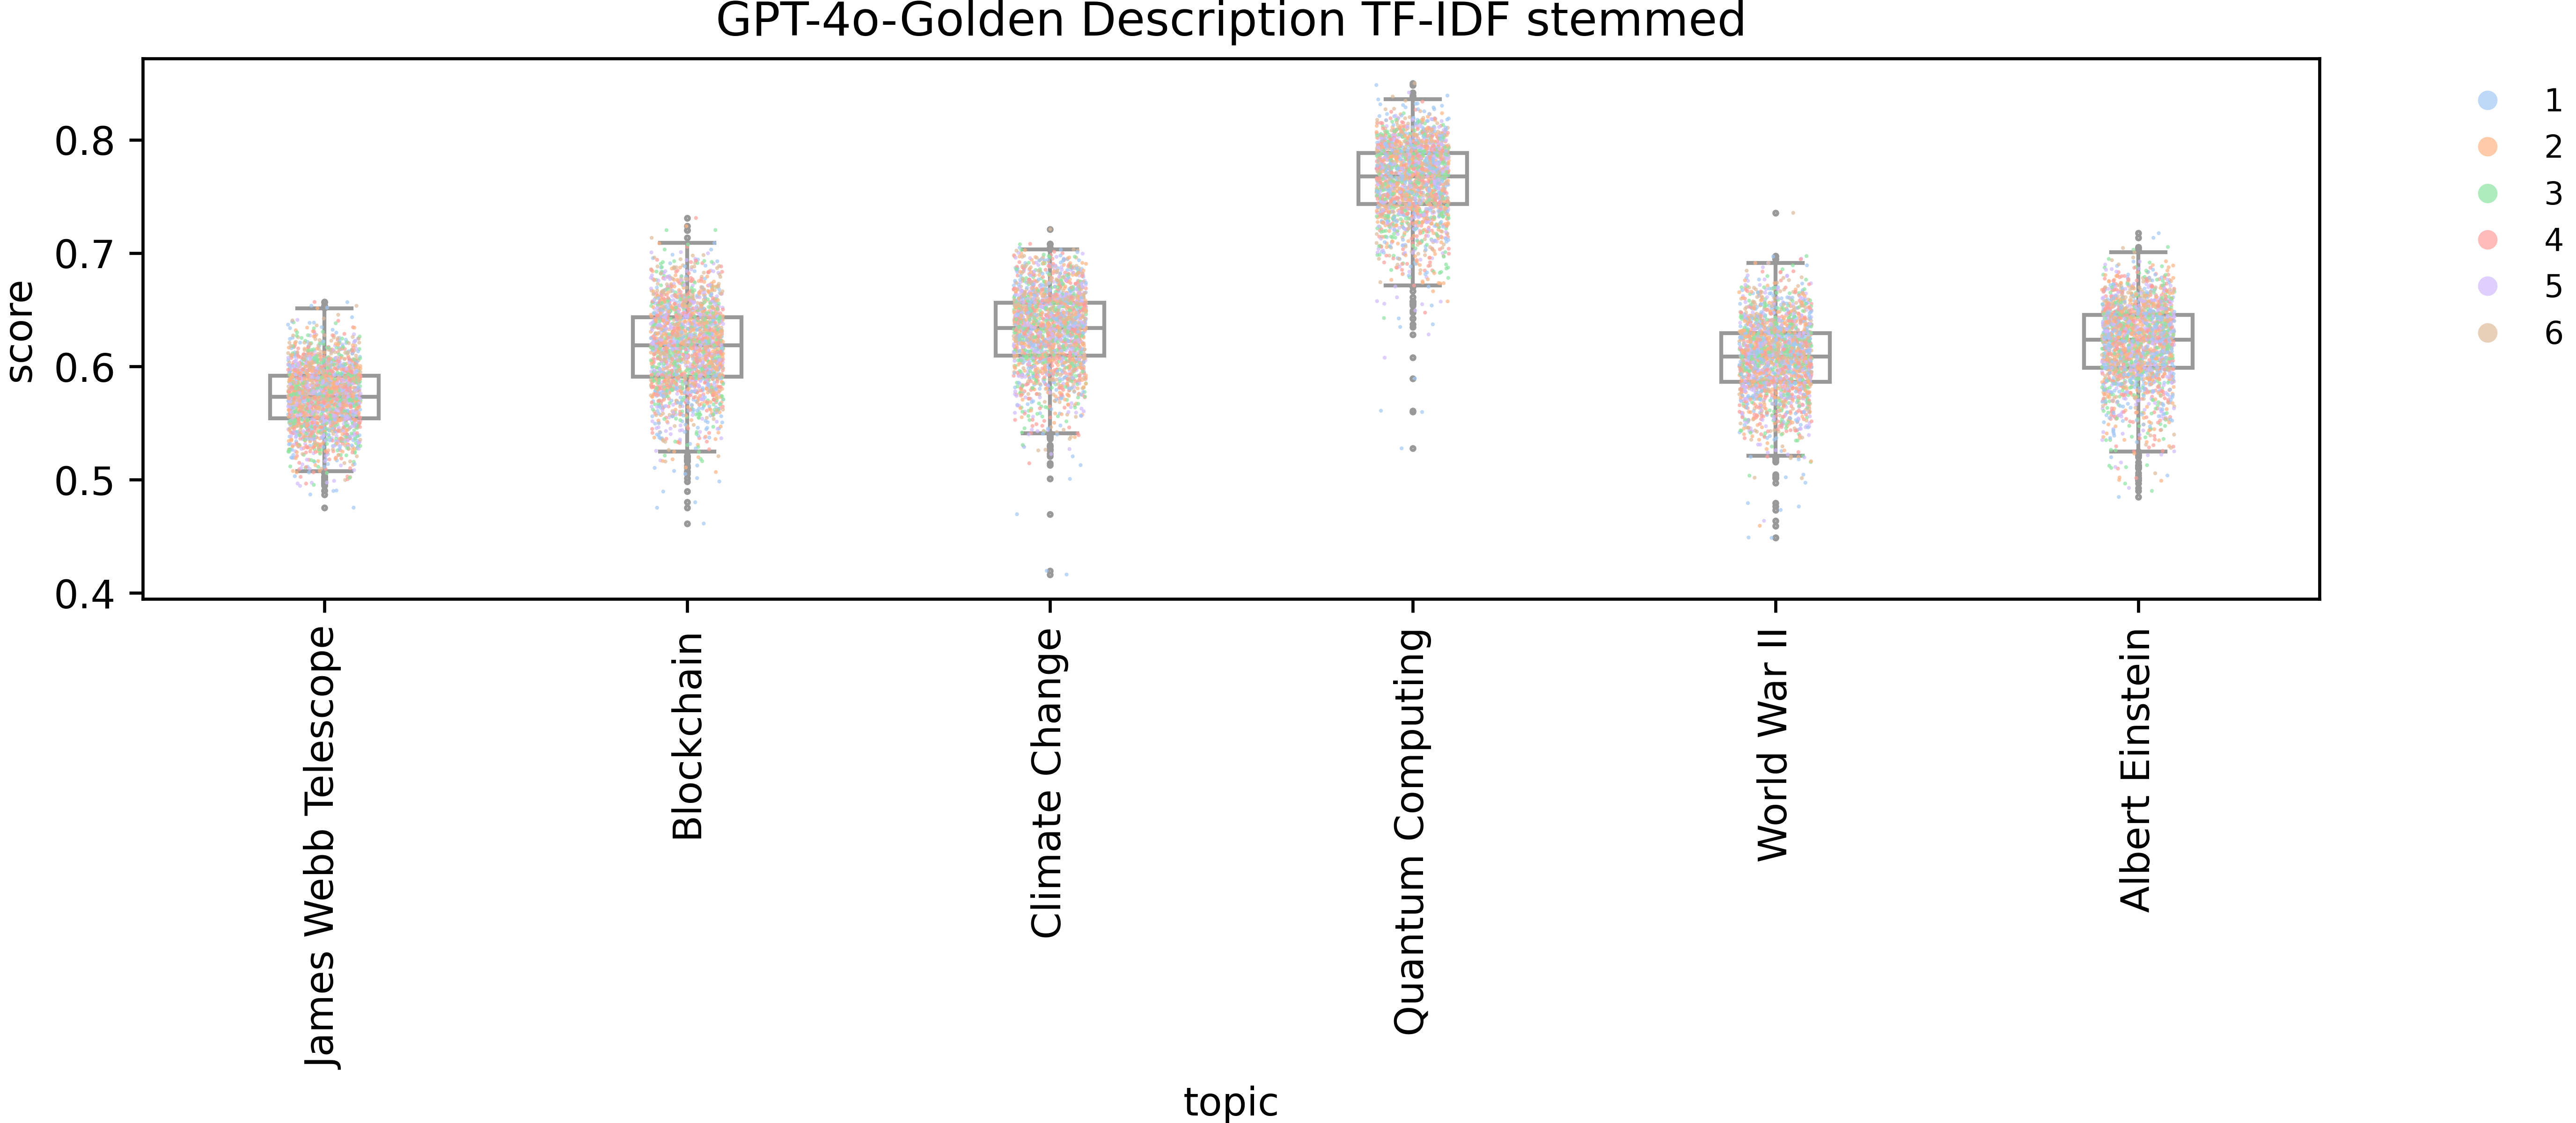 GPT-4o-Golden Description TF-IDF stemmed
score
0.8
0.7
0.6
0.5
0.4
1
2
3
4
5
6
James Webb Telescope
Blockchain
Climate Change
Quantum Computing
World War II
Albert Einstein
topic